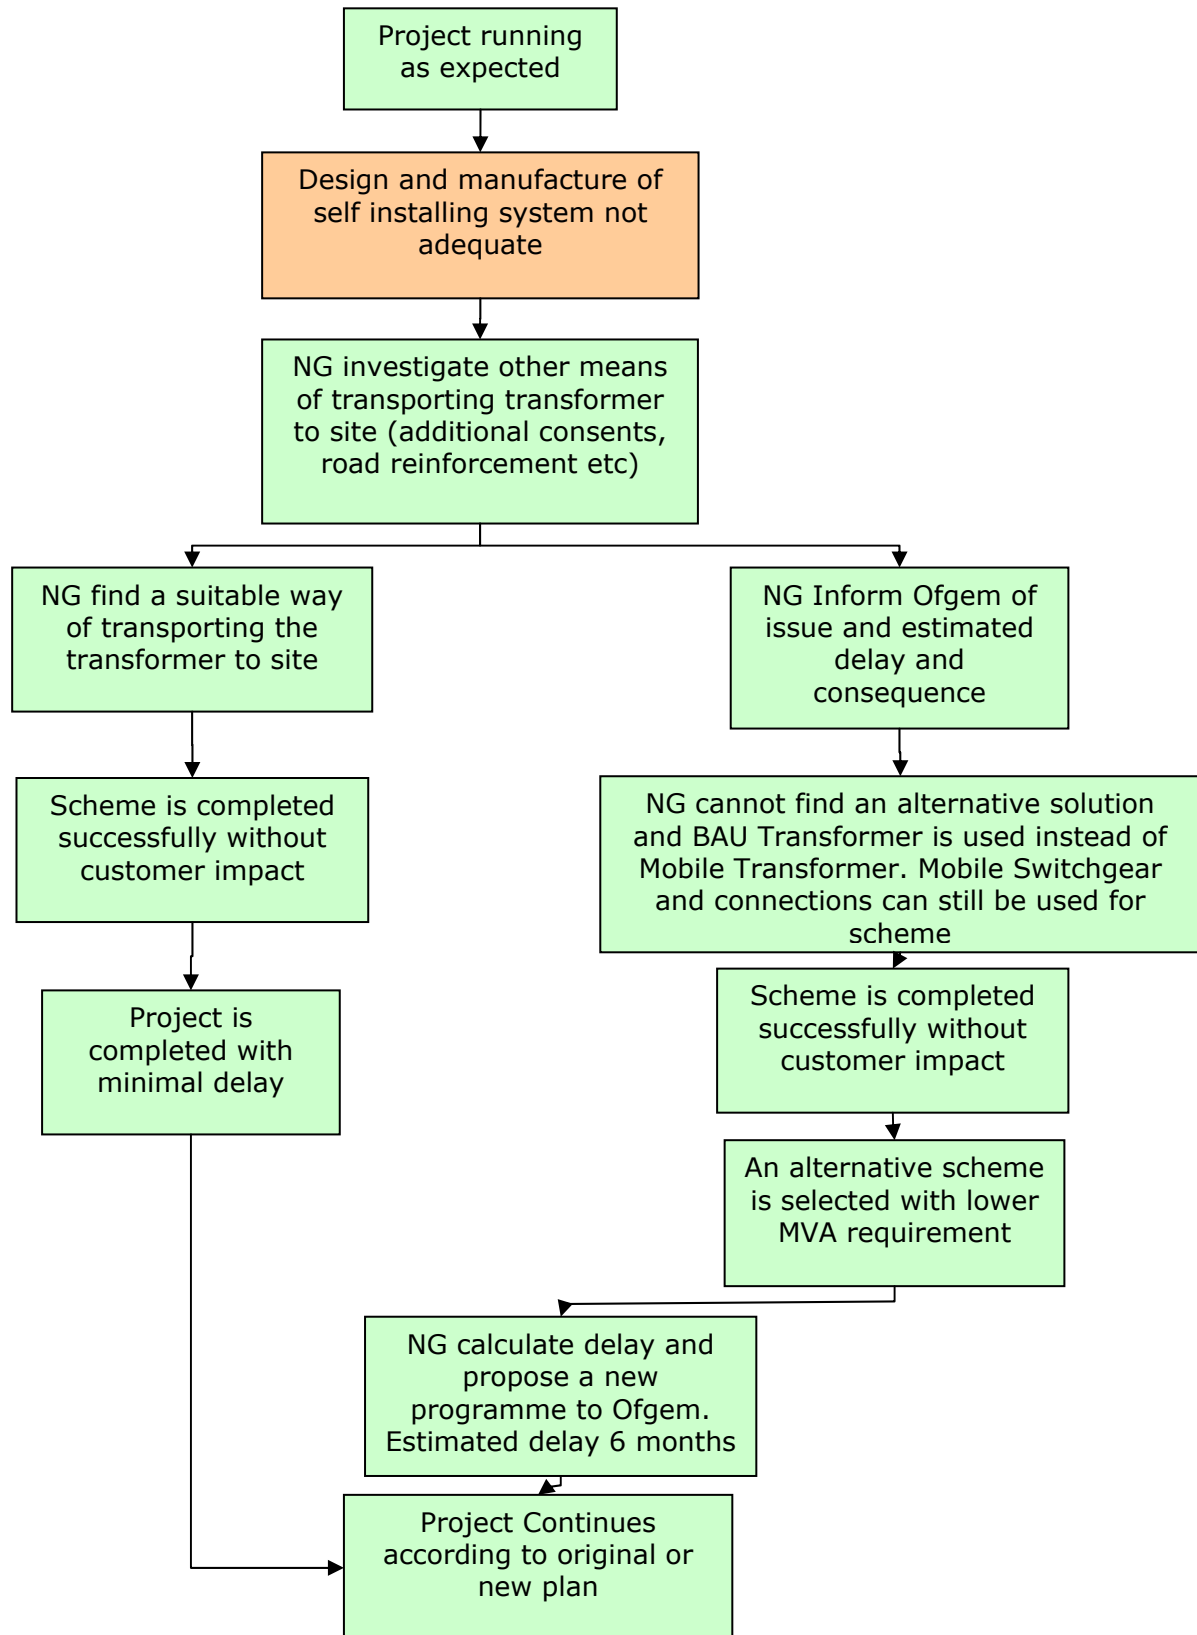 Project running
as expected
Design and manufacture of
self installing system not
adequate
NG investigate other means
of transporting transformer
to site (additional consents,
road reinforcement etc)
NG find a suitable way
of transporting the
transformer to site
NG Inform Ofgem of
issue and estimated
delay and
consequence
Scheme is completed
successfully without
customer impact
NG cannot find an alternative solution
and BAU Transformer is used instead of
Mobile Transformer. Mobile Switchgear
and connections can still be used for
scheme
Project is
completed with
minimal delay
Scheme is completed
successfully without
customer impact
An alternative scheme
is selected with lower
MVA requirement
NG calculate delay and
propose a new
programme to Ofgem.
Estimated delay 6 months
Project Continues
according to original or
new plan